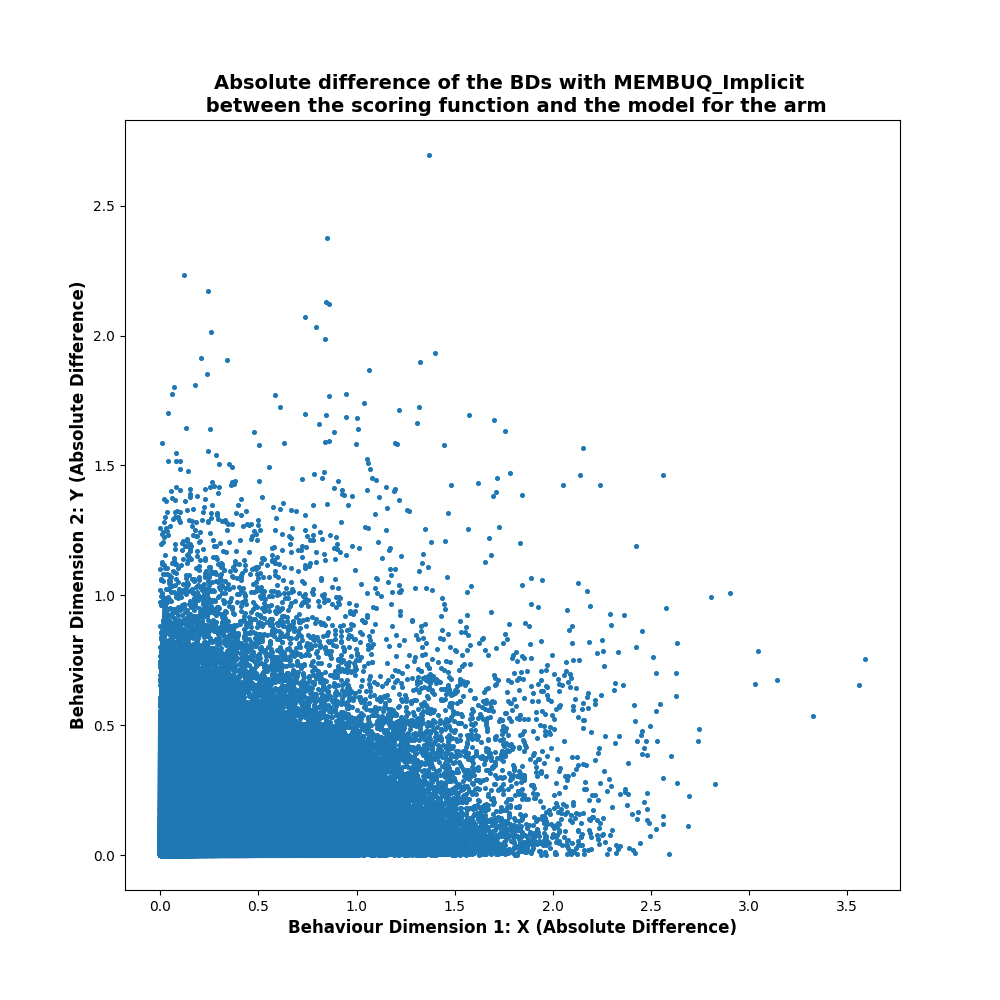 Absolute difference of the BDs with MEMBUQ_Implicit
between the scoring function and the model for the arm
Behaviour Dimension 2: Y (Absolute Difference)
2.5
2.0
1.5
1.0
0.5
0.0
0.0 0.5 1.0 1.5 2.0 2.5 3.0 3.5
Behaviour Dimension 1: X (Absolute Difference)